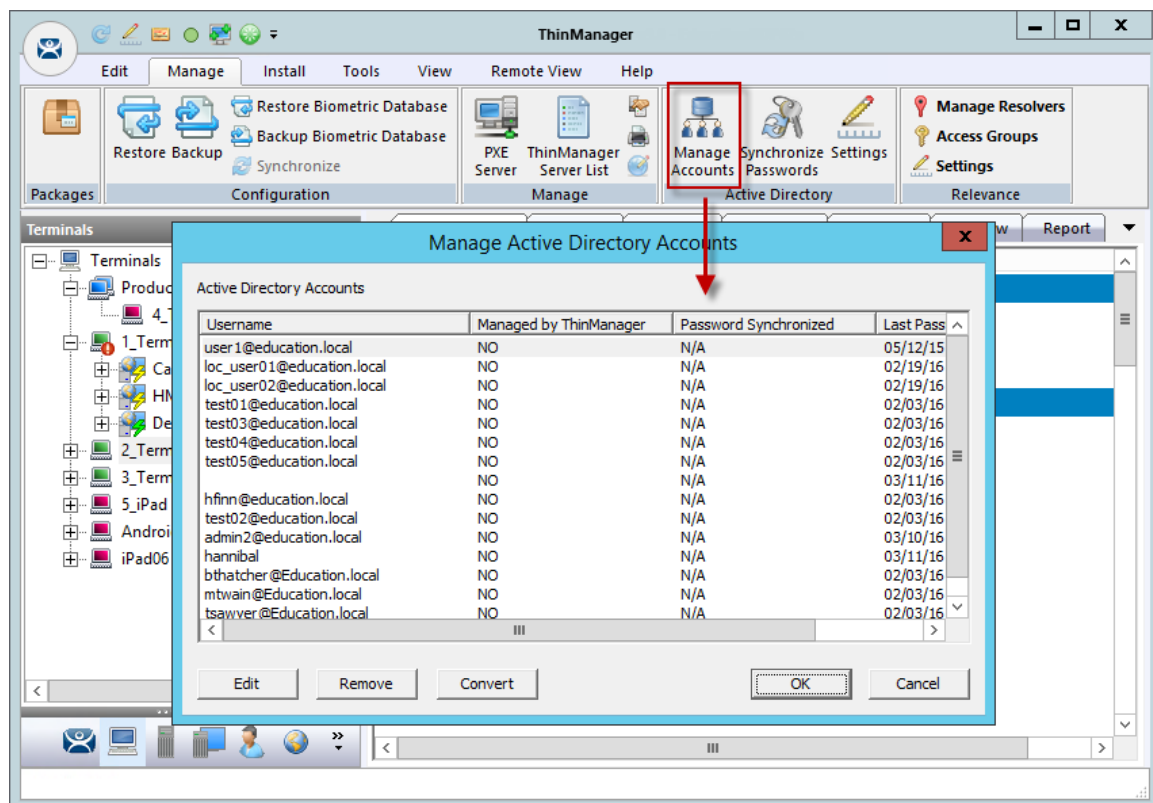 ThinManager
Edit Manage Install Tools View Remote View Help
Restore Backup
Restore Biometric Database
Backup Biometric Database
Synchronize
PXE Server
ThinManager Server List
Manage Accounts
Synchronize Passwords
Settings
Manage Resolvers
Access Groups
Settings
Packages Configuration Manage Active Directory Relevance
Terminals
Report
Terminals
1_Term
2_Term
3_Term
5_iPad
iPad06
Manage Active Directory Accounts
Active Directory Accounts
Username Managed by ThinManager Password Synchronized Last Pass
user1@education.local NO N/A 05/12/15
loc_user01@education.local NO N/A 02/19/16
loc_user02@education.local NO N/A 02/19/16
test01@education.local NO N/A 02/03/16
test03@education.local NO N/A 02/03/16
test04@education.local NO N/A 02/03/16
test05@education.local NO N/A 02/03/16
NO N/A 03/11/16
hfinn@education.local NO N/A 02/03/16
test02@education.local NO N/A 02/03/16
admin2@education.local NO N/A 03/10/16
hannibal NO N/A 03/11/16
bthatcher@Education.local NO N/A 02/03/16
mtwain@Education.local NO N/A 02/03/16
tsawyer@Education.local NO N/A 02/03/16
Edit Remove Convert OK Cancel